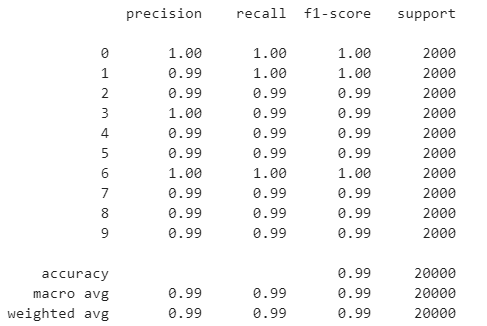 precision recall f1-score support
0 1.00 1.00 1.00 2000
1 0.99 1.00 1.00 2000
2 0.99 0.99 0.99 2000
3 1.00 0.99 0.99 2000
4 0.99 0.99 0.99 2000
5 0.99 0.99 0.99 2000
6 1.00 1.00 1.00 2000
7 0.99 0.99 0.99 2000
8 0.99 0.99 0.99 2000
9 0.99 0.99 0.99 2000
accuracy 0.99 20000
macro avg 0.99 0.99 0.99 20000
weighted avg 0.99 0.99 0.99 20000